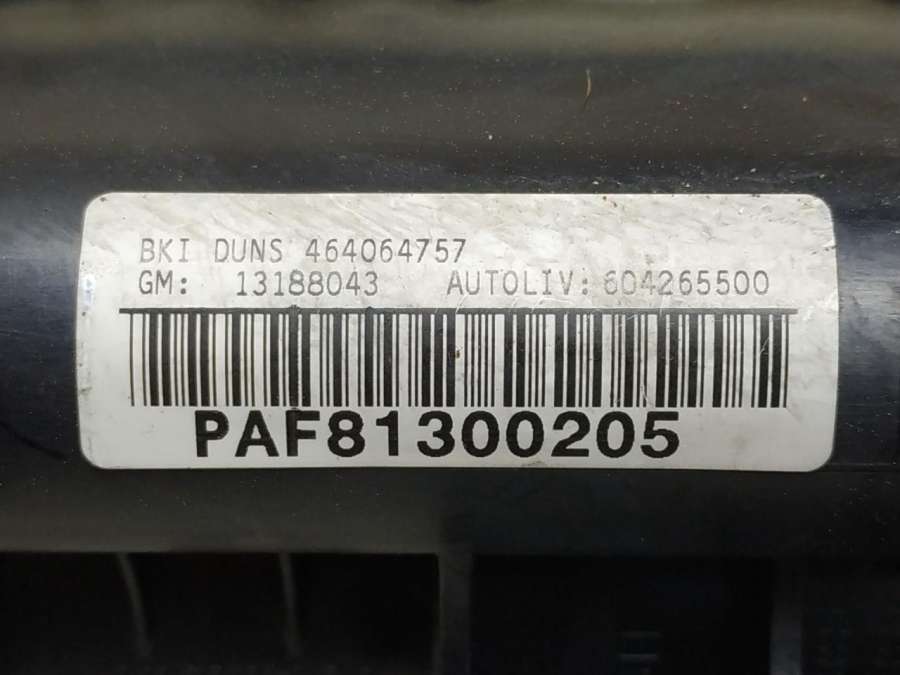 BKI DUNS 464064757
GM: 13188043 AUTOLIV: 604265500
PAF81300205